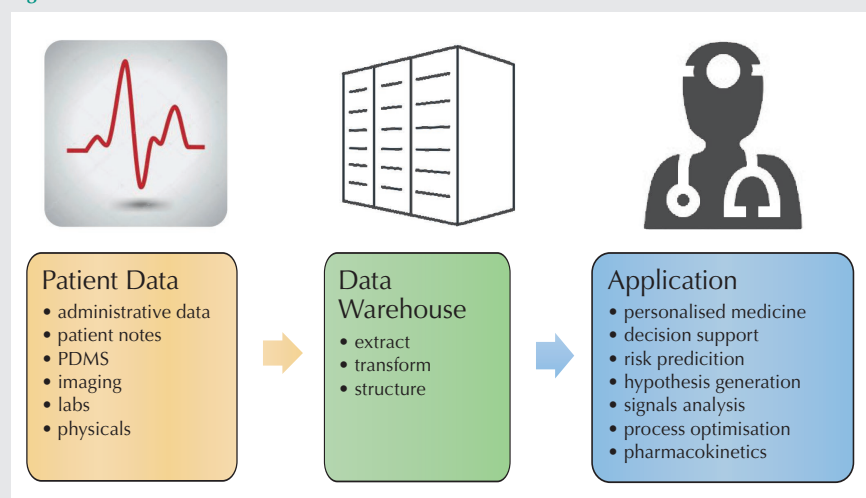 Patient Data
• administrative data
• patient notes
• PDMS
• imaging
• labs
• physicals
Data
Warehouse
• extract
• transform
• structure
Application
• personalised medicine
• decision support
• risk predicition
• hypothesis generation
• signals analysis
• process optimisation
• pharmacokinetics